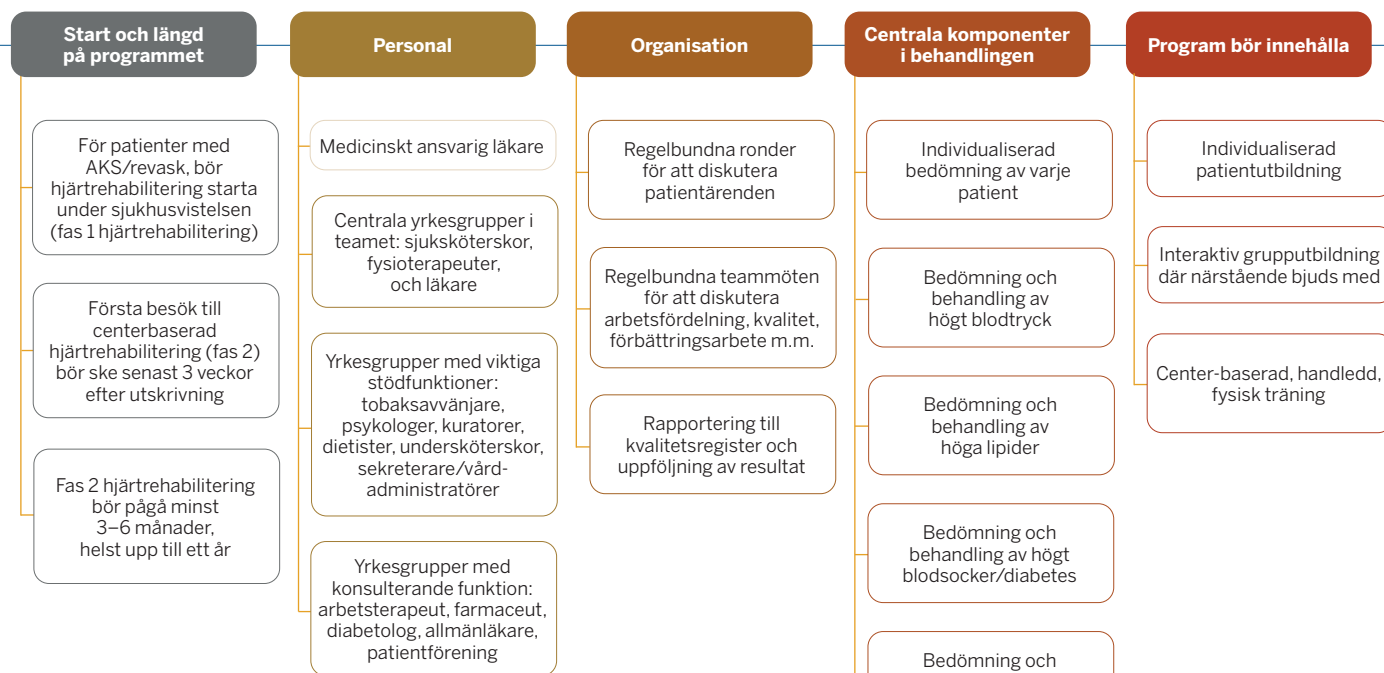 Start och längd
på programmet
För patienter med
AKS/revask, bör
hjärtrehabilitering starta
under sjukhusvistelsen
(fas 1 hjärtrehabilitering)
Första besök till
centerbaserad
hjärtrehabilitering (fas 2)
bör ske senast 3 veckor
efter utskrivning
Fas 2 hjärtrehabilitering
bör pågå minst
3–6 månader,
helst upp till ett år
Personal
Medicinskt ansvarig läkare
Centrala yrkesgrupper i
teamet: sjuksköterskor,
fysioterapeuter,
och läkare
Yrkesgrupper med viktiga
stödfunktioner:
tobaksavvänjare,
psykologer, kuratorer,
dietister, undersköterskor,
sekreterare/vård-
administratörer
Yrkesgrupper med
konsulterande funktion:
arbetsterapeut, farmaceut,
diabetolog, allmänläkare,
patientförening
Organisation
Regelbundna ronder
för att diskutera
patientärenden
Regelbundna teammöten
för att diskutera
arbetsfördelning, kvalitet,
förbättringsarbete m.m.
Rapportering till
kvalitetsregister och
uppföljning av resultat
Centrala komponenter
i behandlingen
Individualiserad
bedömning av varje
patient
Bedömning och
behandling av
högt blodtryck
Bedömning och
behandling av
höga lipider
Bedömning och
behandling av högt
blodsocker/diabetes
Bedömning och
Program bör innehålla
Individualiserad
patientutbildning
Interaktiv grupputbildning
där närstående bjuds med
Center-baserad, handledd,
fysisk träning